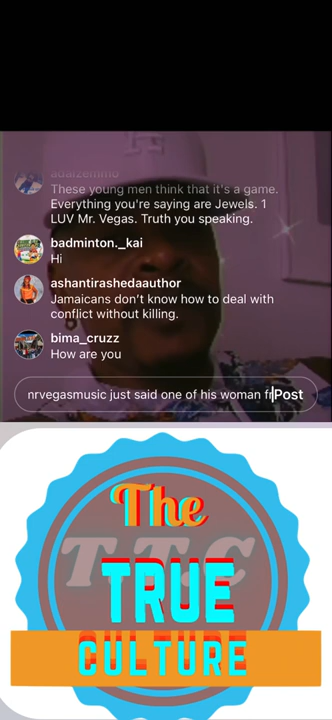 adaizemmo
These young men think that it's a game.
Everything you're saying are Jewels. 1
LUV Mr. Vegas. Truth you speaking.
badminton._kai
Hi
ashantirashedaauthor
Jamaicans don’t know how to deal with
conflict without killing.
bima_cruzz
How are you
nrvegasmusic just said one of his woman fr
Post
The
T.T.C
TRUE
CULTURE